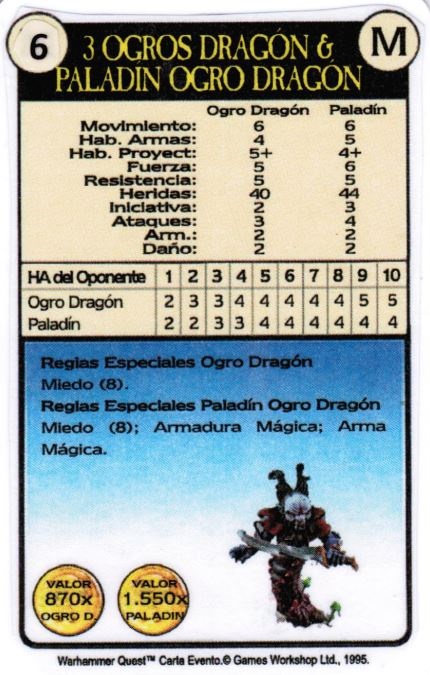 6
3 OGROS DRAGÓN &
PALADÍN OGRO DRAGÓN
M
Ogro Dragón Paladín
Movimiento: 6 6
Hab. Armas: 4 5
Hab. Proyect: 5+ 4+
Fuerza: 5 6
Resistencia: 5 5
Heridas: 40 44
Iniciativa: 2 3
Ataques: 3 4
Arm.: 2 2
Daño: 2 2
HA del Oponente 1 2 3 4 5 6 7 8 9 10
Ogro Dragón 2 3 3 4 4 4 4 4 5 5
Paladín 2 2 3 3 4 4 4 4 4 4
Reglas Especiales Ogro Dragón
Miedo (8).
Reglas Especiales Paladín Ogro Dragón
Miedo (8); Armadura Mágica; Arma
Mágica.
VALOR
870x
OGRO D.
VALOR
1.550x
PALADIN
Warhammer Quest™ Carta Evento.© Games Workshop Ltd., 1995.